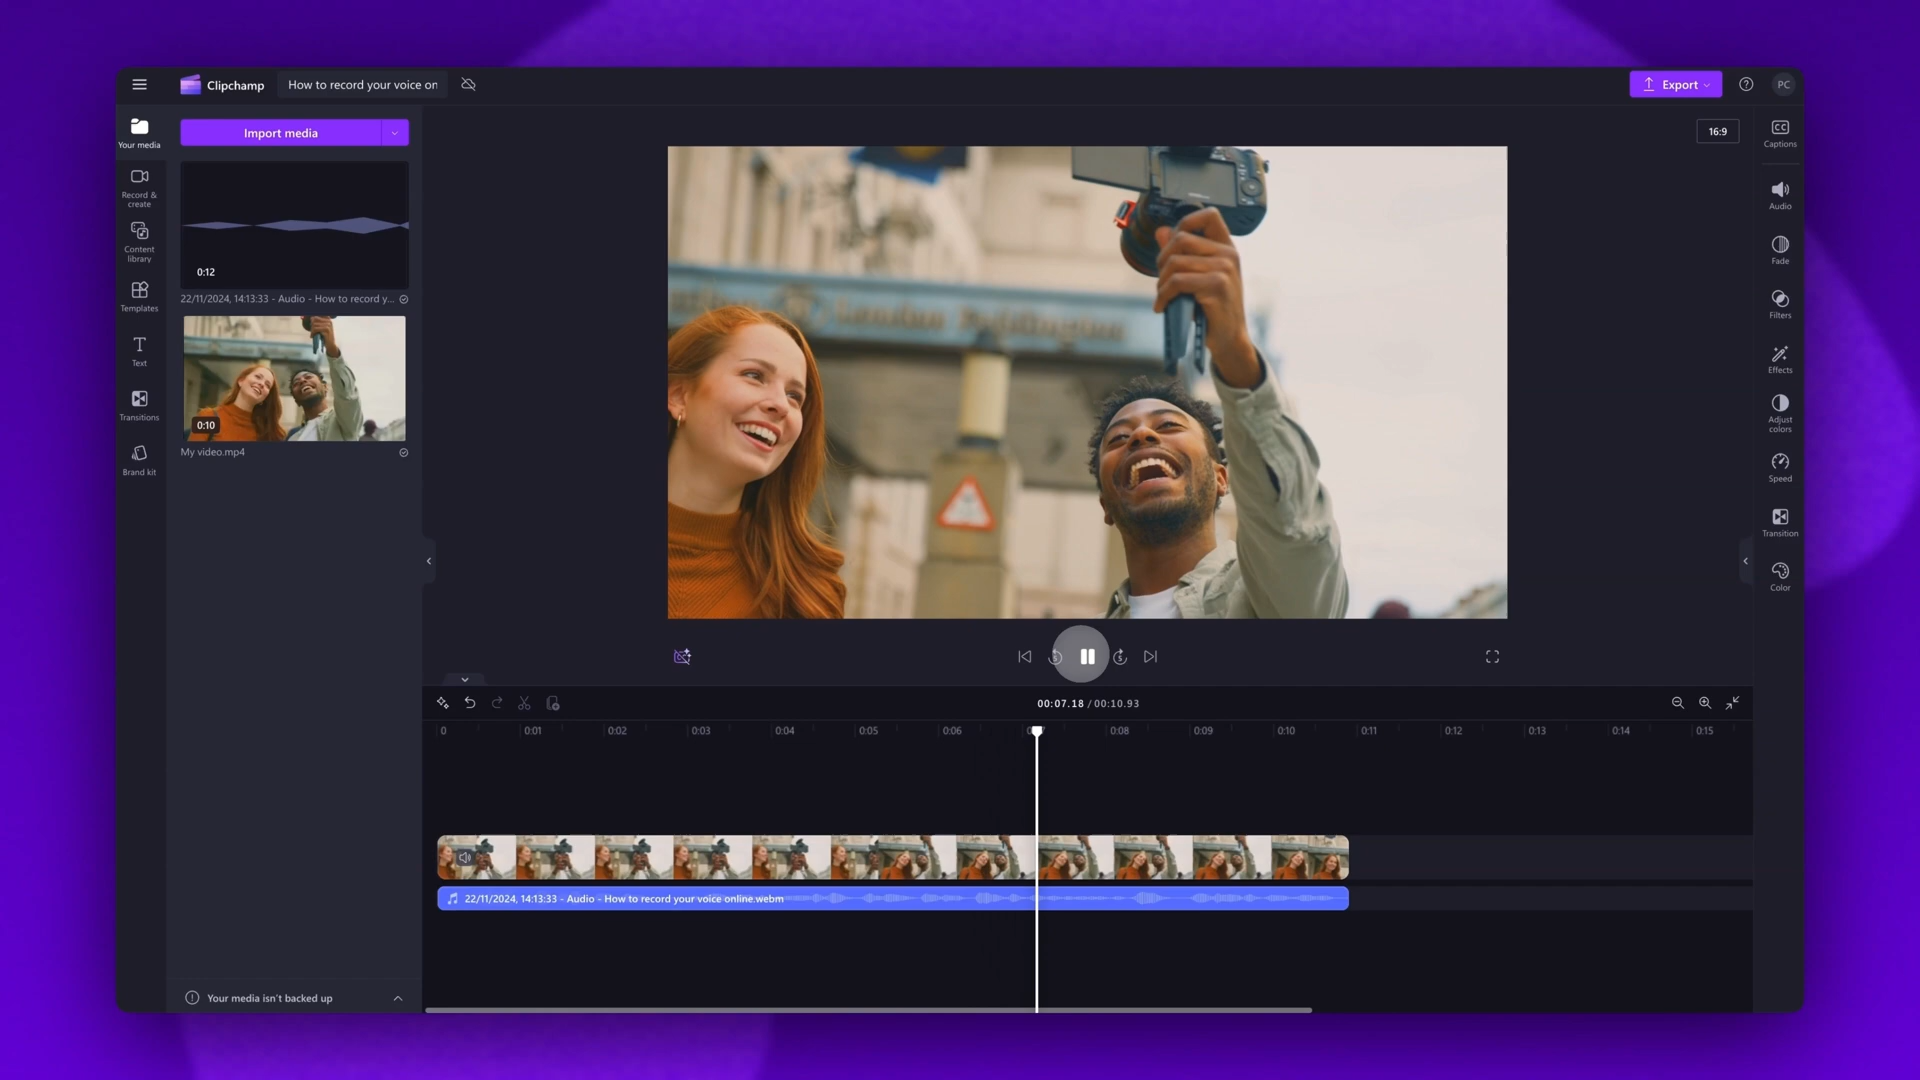 Clipchamp
How to record your voice on
Export
PC
Your media
Import media
16:9
Captions
Record &
create
Content
library
Templates
Text
Transitions
Brand kit
0:12
22/11/2024, 14:13:33 - Audio - How to record y...
0:10
My video.mp4
London Paddington
Audio
Fade
Filters
Effects
Adjust
colors
Speed
Transition
Color
5
5
00:07.18 / 00:10.93
0
0:01
0:02
0:03
0:04
0:05
0:06
0:08
0:09
0:10
0:11
0:12
0:13
0:14
0:15
22/11/2024, 14:13:33 - Audio - How to record your voice online.webm
Your media isn't backed up